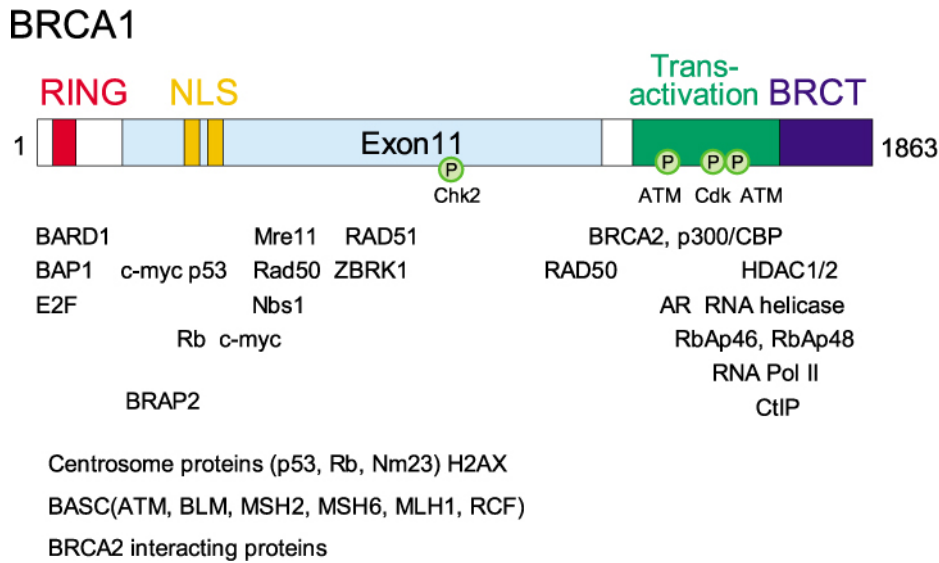 BRCA1
RING NLS Trans-
activation BRCT
1 Exon11 1863
P P P P
Chk2 ATM Cdk ATM
BARD1 Mre11 RAD51 BRCA2, p300/CBP
BAP1 c-myc p53 Rad50 ZBRK1 RAD50 HDAC1/2
E2F Nbs1 AR RNA helicase
Rb c-myc RbAp46, RbAp48
RNA Pol II
BRAP2
CtIP
Centrosome proteins (p53, Rb, Nm23) H2AX
BASC(ATM, BLM, MSH2, MSH6, MLH1, RCF)
BRCA2 interacting proteins